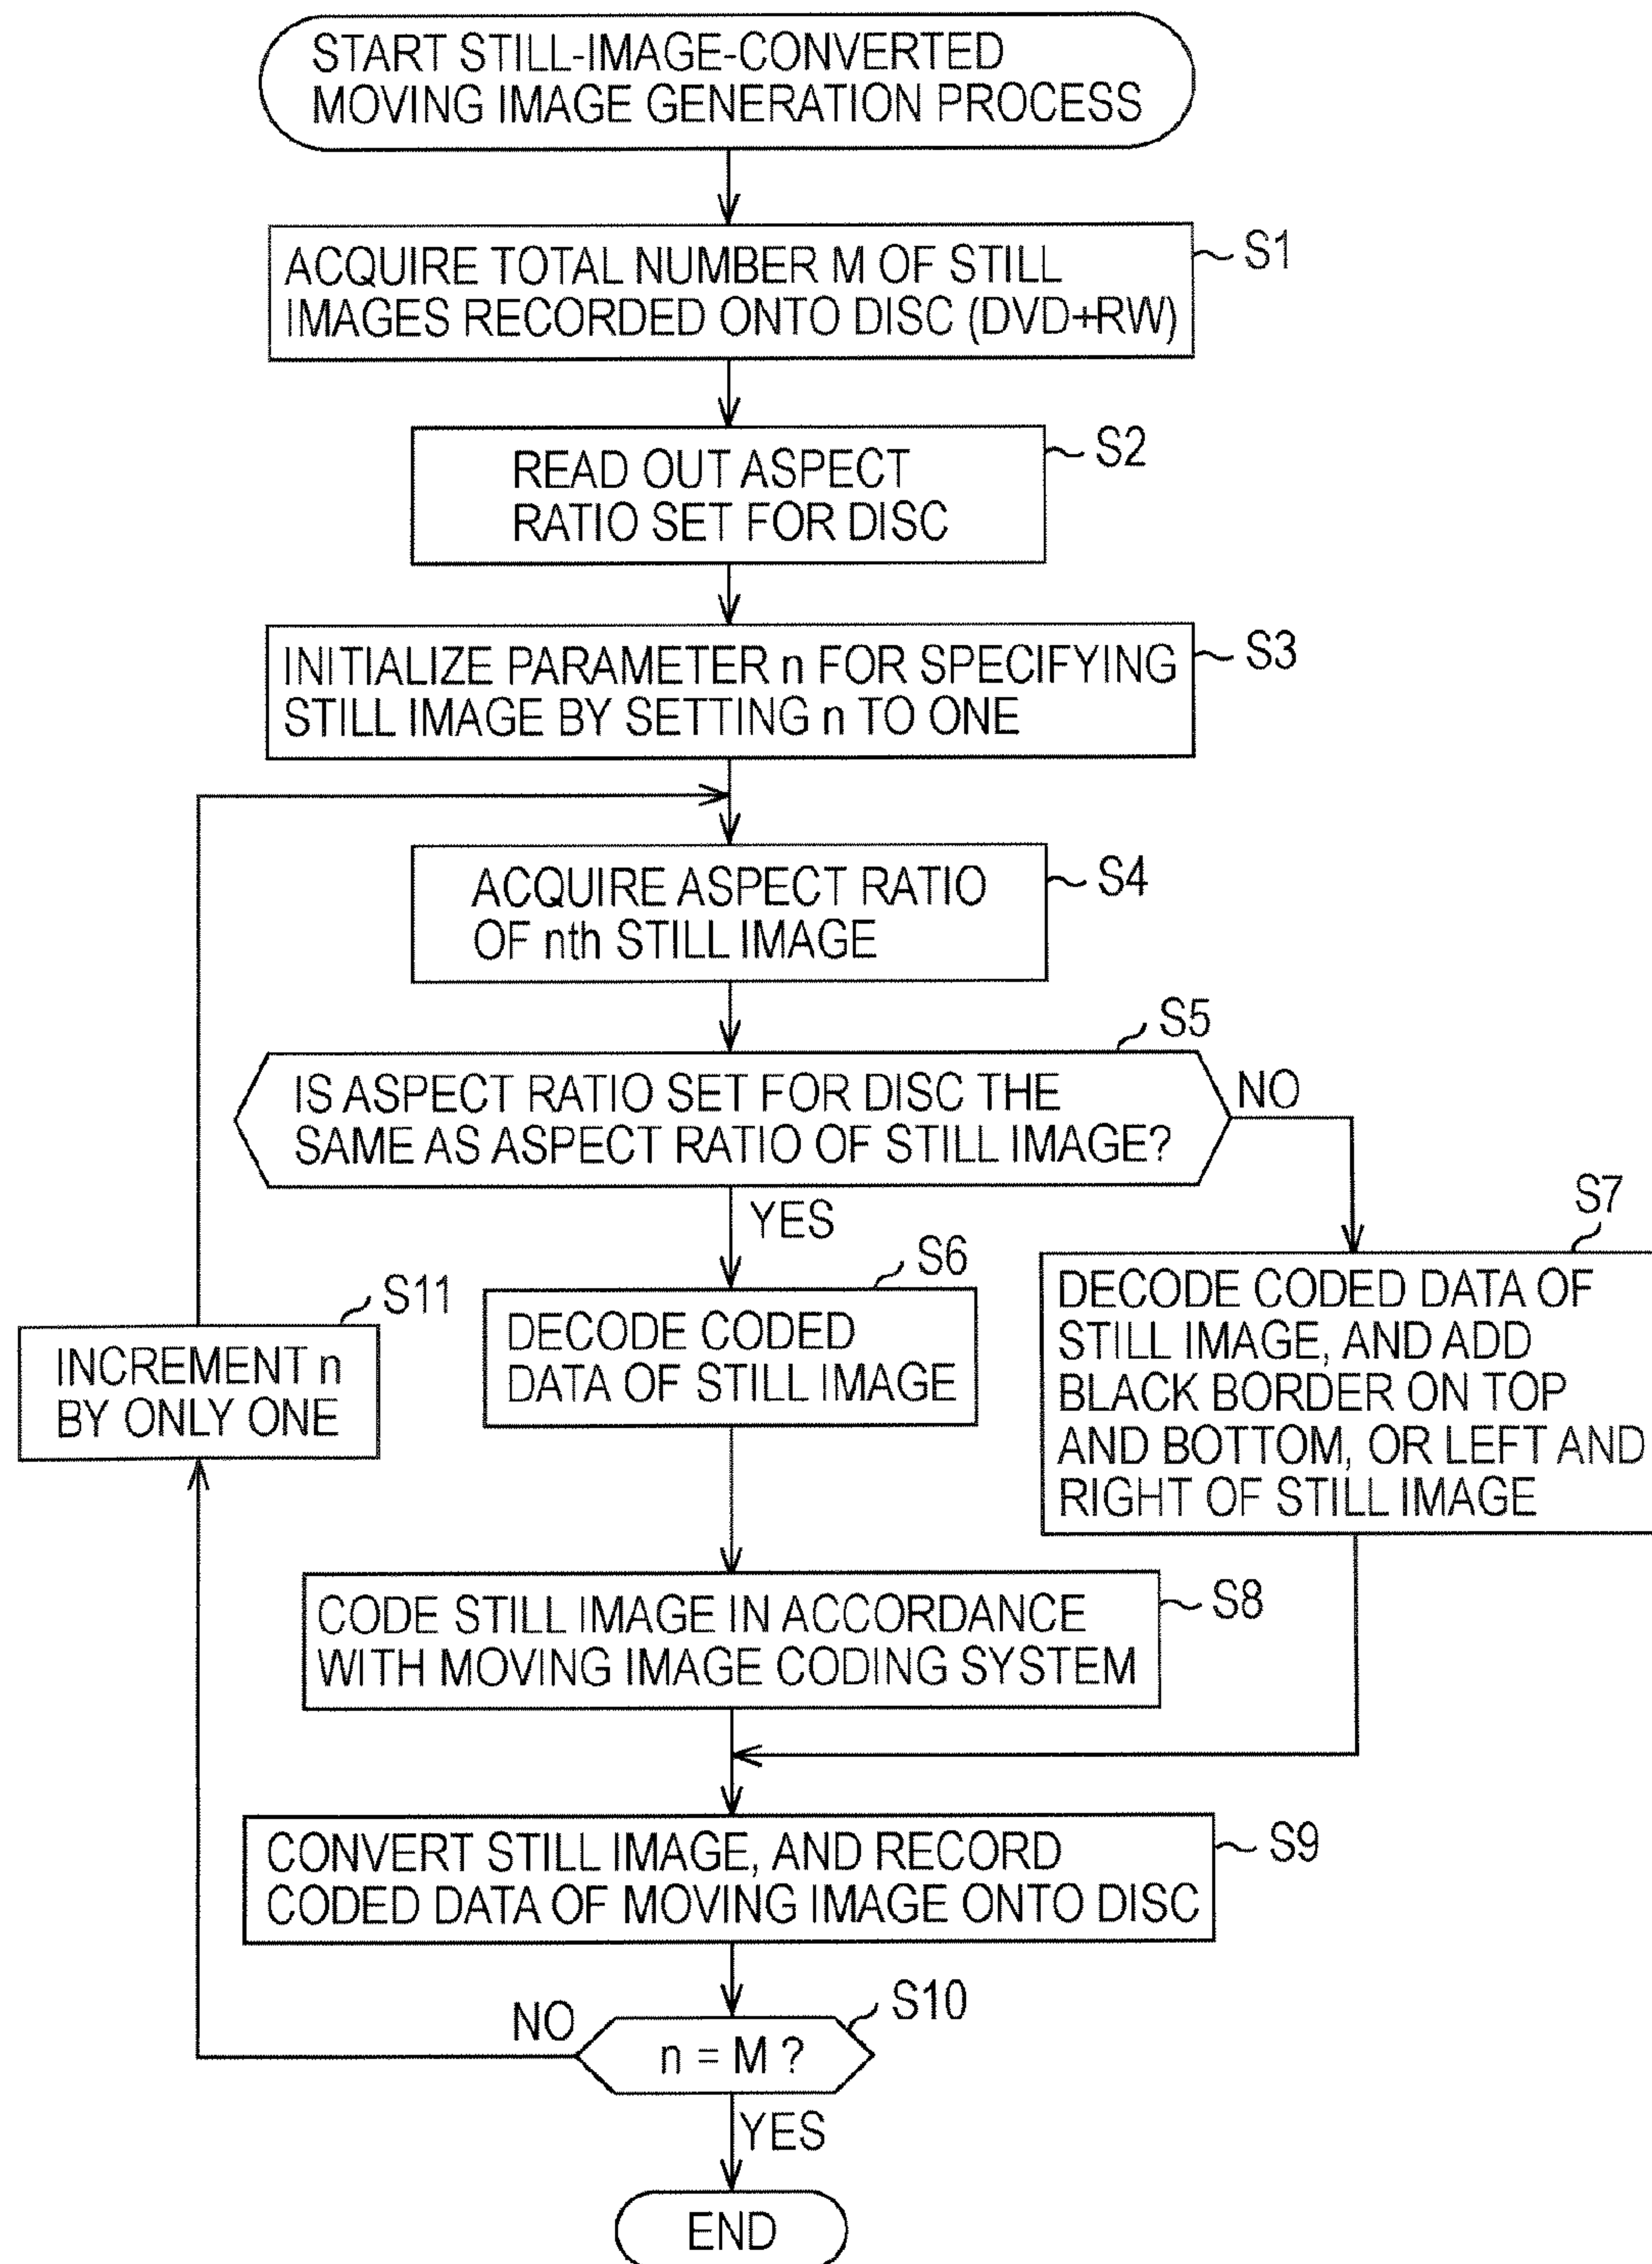 START STILL-IMAGE-CONVERTED
MOVING IMAGE GENERATION PROCESS
ACQUIRE TOTAL NUMBER M OF STILL
IMAGES RECORDED ONTO DISC (DVD+RW)
S1
READ OUT ASPECT
RATIO SET FOR DISC
S2
INITIALIZE PARAMETER n FOR SPECIFYING
STILL IMAGE BY SETTING n TO ONE
S3
ACQUIRE ASPECT RATIO
OF nth STILL IMAGE
S4
S5
IS ASPECT RATIO SET FOR DISC THE
SAME AS ASPECT RATIO OF STILL IMAGE?
NO
YES
S6
DECODE CODED
DATA OF STILL IMAGE
S7
DECODE CODED DATA OF
STILL IMAGE, AND ADD
BLACK BORDER ON TOP
AND BOTTOM, OR LEFT AND
RIGHT OF STILL IMAGE
S11
INCREMENT n
BY ONLY ONE
CODE STILL IMAGE IN ACCORDANCE
WITH MOVING IMAGE CODING SYSTEM
S8
CONVERT STILL IMAGE, AND RECORD
CODED DATA OF MOVING IMAGE ONTO DISC
S9
S10
NO
n = M ?
YES
END